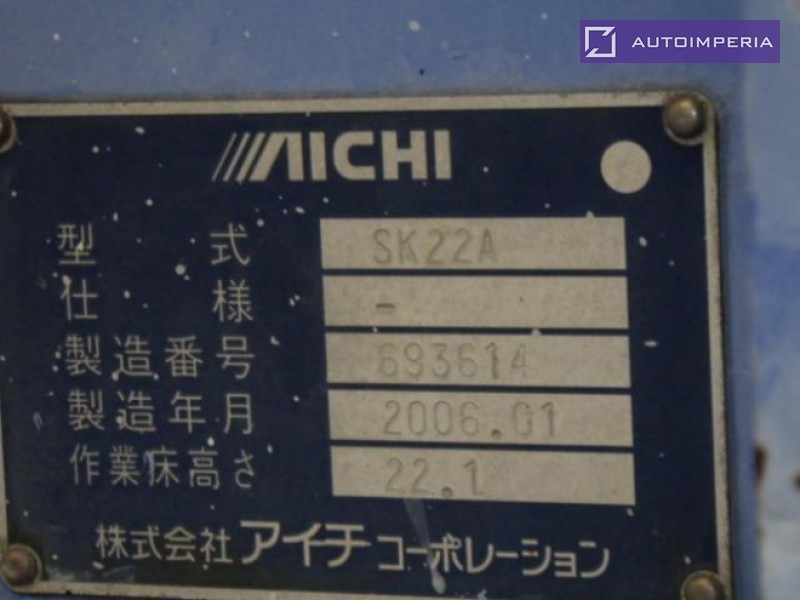 AUTOIMPERIA
AICHI
型式 SK22A
仕様 -
製造番号 693614
製造年月 2006.01
作業床高さ 22.1
株式会社アイチコーポレーション